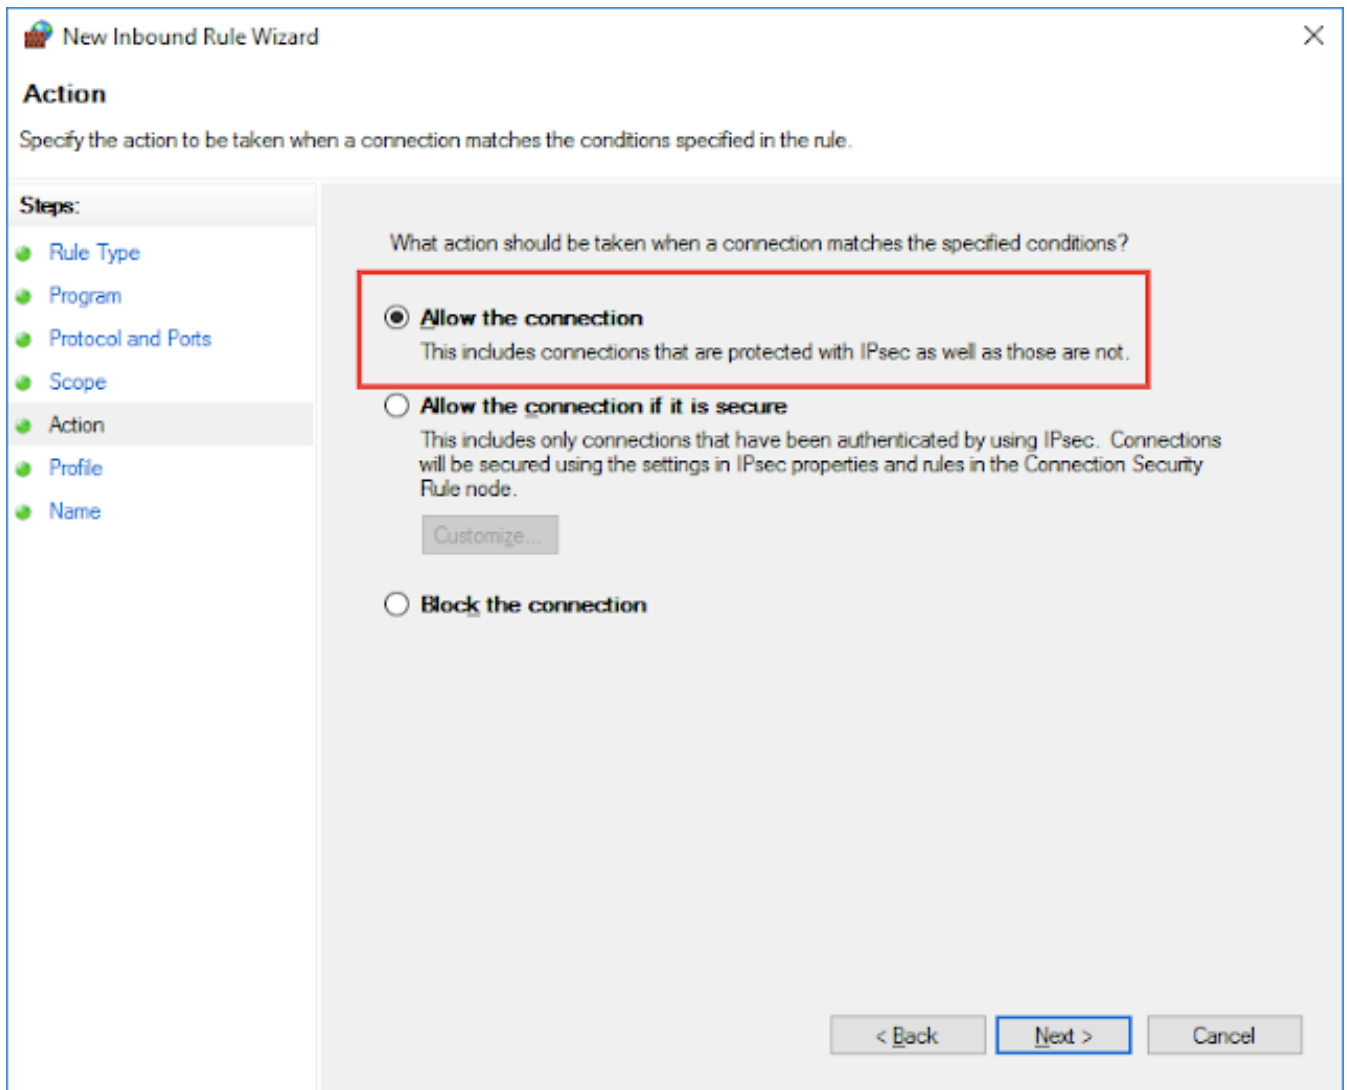 New Inbound Rule Wizard
Action
Specify the action to be taken when a connection matches the conditions specified in the rule.
Steps:
Rule Type
Program
Protocol and Ports
Scope
Action
Profile
Name
What action should be taken when a connection matches the specified conditions?
Allow the connection
This includes connections that are protected with IPsec as well as those are not.
Allow the connection if it is secure
This includes only connections that have been authenticated by using IPsec. Connections
will be secured using the settings in IPsec properties and rules in the Connection Security
Rule node.
Customize...
Block the connection
< Back
Next >
Cancel